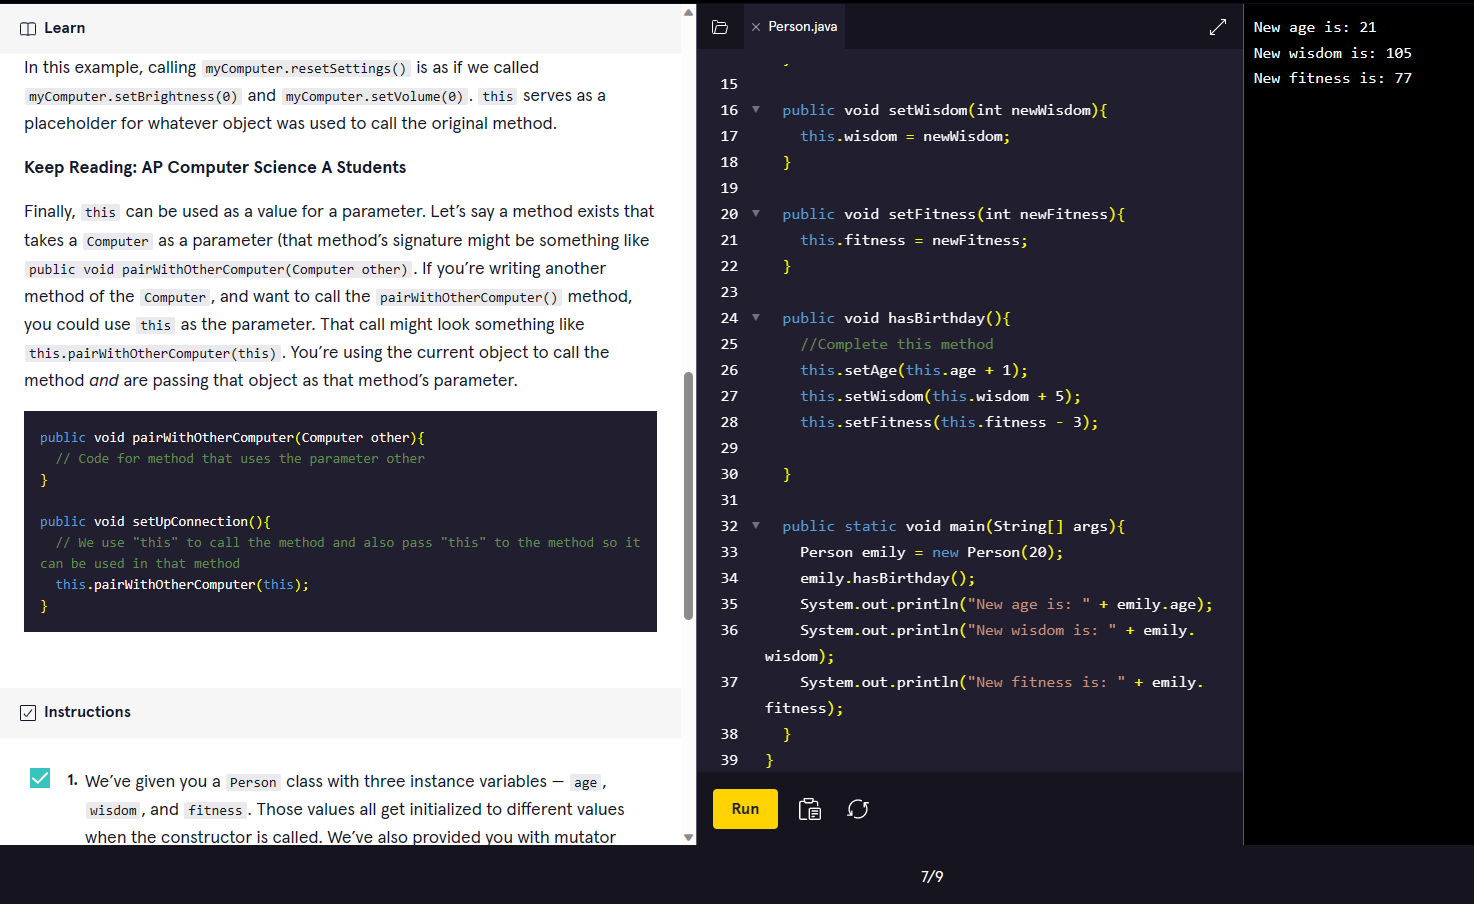 Learn
In this example, calling myComputer.resetSettings() is as if we called
myComputer.setBrightness(0) and myComputer.setVolume(0). this serves as a
placeholder for whatever object was used to call the original method.
Keep Reading: AP Computer Science A Students
Finally, this can be used as a value for a parameter. Let’s say a method exists that
takes a Computer as a parameter (that method’s signature might be something like
public void pairWithOtherComputer(Computer other). If you’re writing another
method of the Computer, and want to call the pairWithOtherComputer() method,
you could use this as the parameter. That call might look something like
this.pairWithOtherComputer(this). You’re using the current object to call the
method and are passing that object as that method’s parameter.
public void pairWithOtherComputer(Computer other){
// Code for method that uses the parameter other
}
public void setUpConnection(){
// We use "this" to call the method and also pass "this" to the method so it
can be used in that method
this.pairWithOtherComputer(this);
}
Instructions
1. We’ve given you a Person class with three instance variables — age,
wisdom, and fitness. Those values all get initialized to different values
when the constructor is called. We’ve also provided you with mutator
Person.java
15
16 public void setWisdom(int newWisdom){
17 this.wisdom = newWisdom;
18 }
19
20 public void setFitness(int newFitness){
21 this.fitness = newFitness;
22 }
23
24 public void hasBirthday(){
25 //Complete this method
26 this.setAge(this.age + 1);
27 this.setWisdom(this.wisdom + 5);
28 this.setFitness(this.fitness - 3);
29
30 }
31
32 public static void main(String[] args){
33 Person emily = new Person(20);
34 emily.hasBirthday();
35 System.out.println("New age is: " + emily.age);
36 System.out.println("New wisdom is: " + emily.
wisdom);
37 System.out.println("New fitness is: " + emily.
fitness);
38 }
39 }
Run
New age is: 21
New wisdom is: 105
New fitness is: 77
7/9